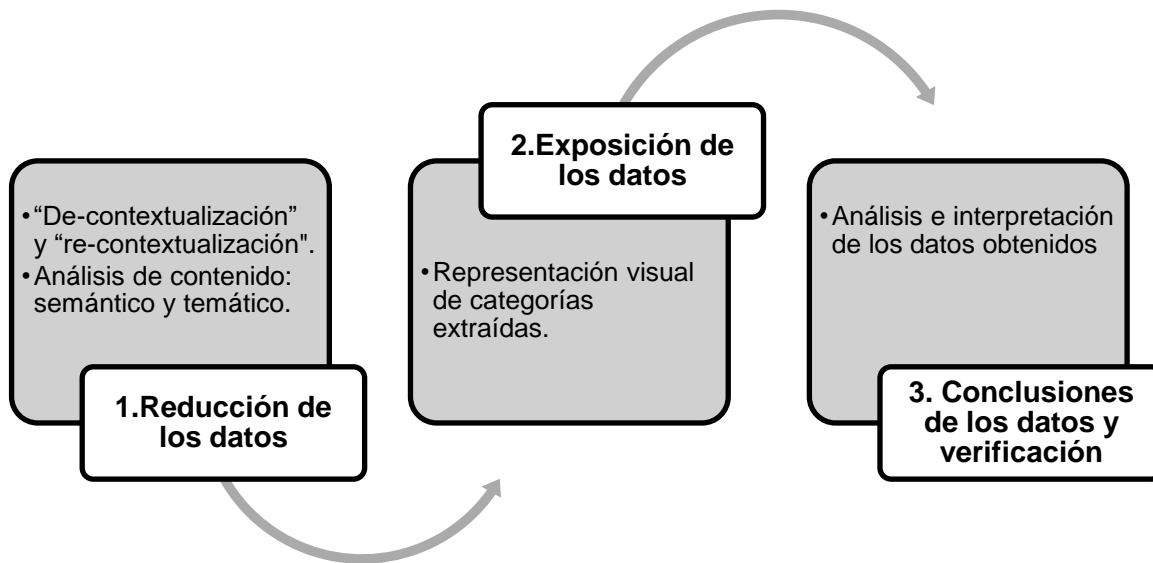 • “De-contextualización”
y “re-contextualización".
• Análisis de contenido:
semántico y temático.
1.Reducción de
los datos
2.Exposición de
los datos
• Representación visual
de categorías
extraídas.
• Análisis e interpretación
de los datos obtenidos
3. Conclusiones
de los datos y
verificación